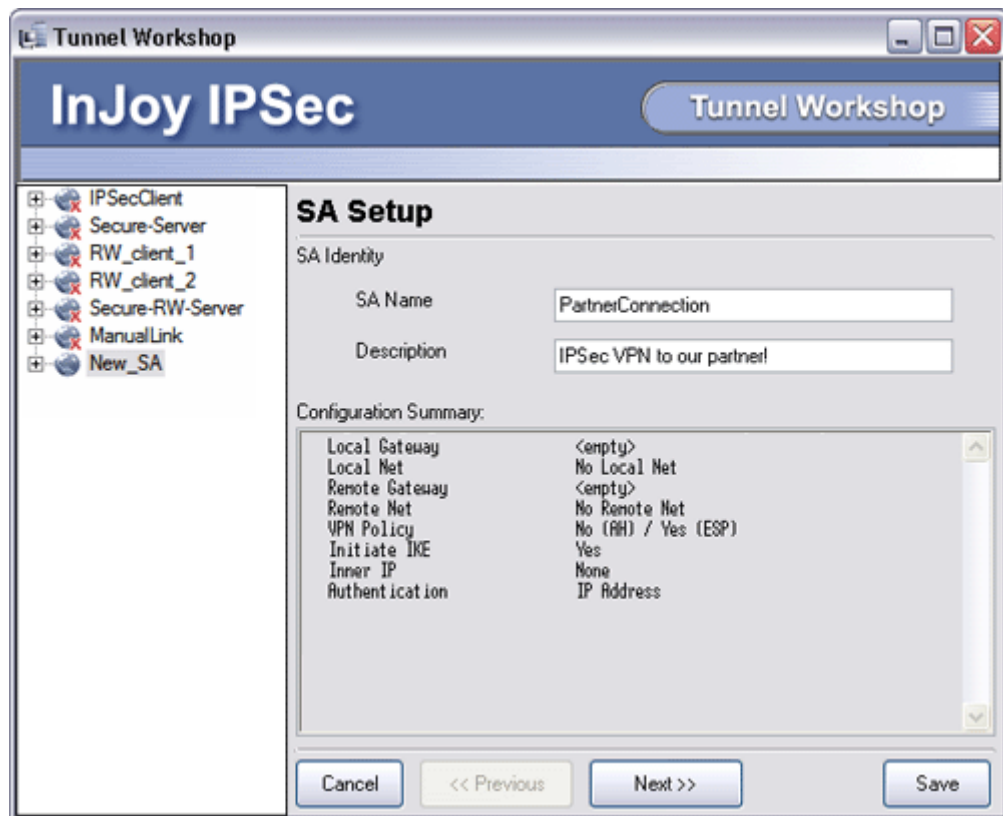 Tunnel Workshop
InJoy IPSec
Tunnel Workshop
IPSecClient
Secure-Server
RW_client_1
RW_client_2
Secure-RW-Server
ManualLink
New_SA
SA Setup
SA Identity
SA Name PartnerConnection
Description IPSec VPN to our partner!
Configuration Summary:
Local Gateway <empty>
Local Net No Local Net
Remote Gateway <empty>
Remote Net No Remote Net
VPN Policy No (AH) / Yes (ESP)
Initiate IKE Yes
Inner IP None
Authentication IP Address
Cancel << Previous Next >> Save